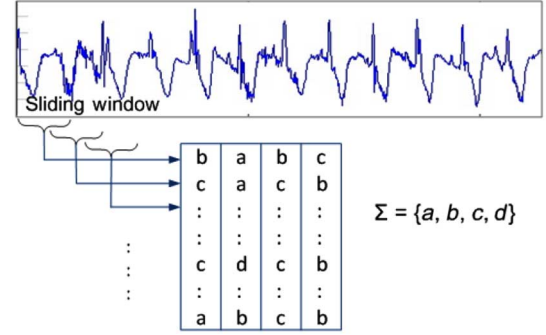 Sliding window
b a b c
c a c b
: : : :
: : : :
c d c b
: : : :
a b c b
Σ = {a, b, c, d}
:
: